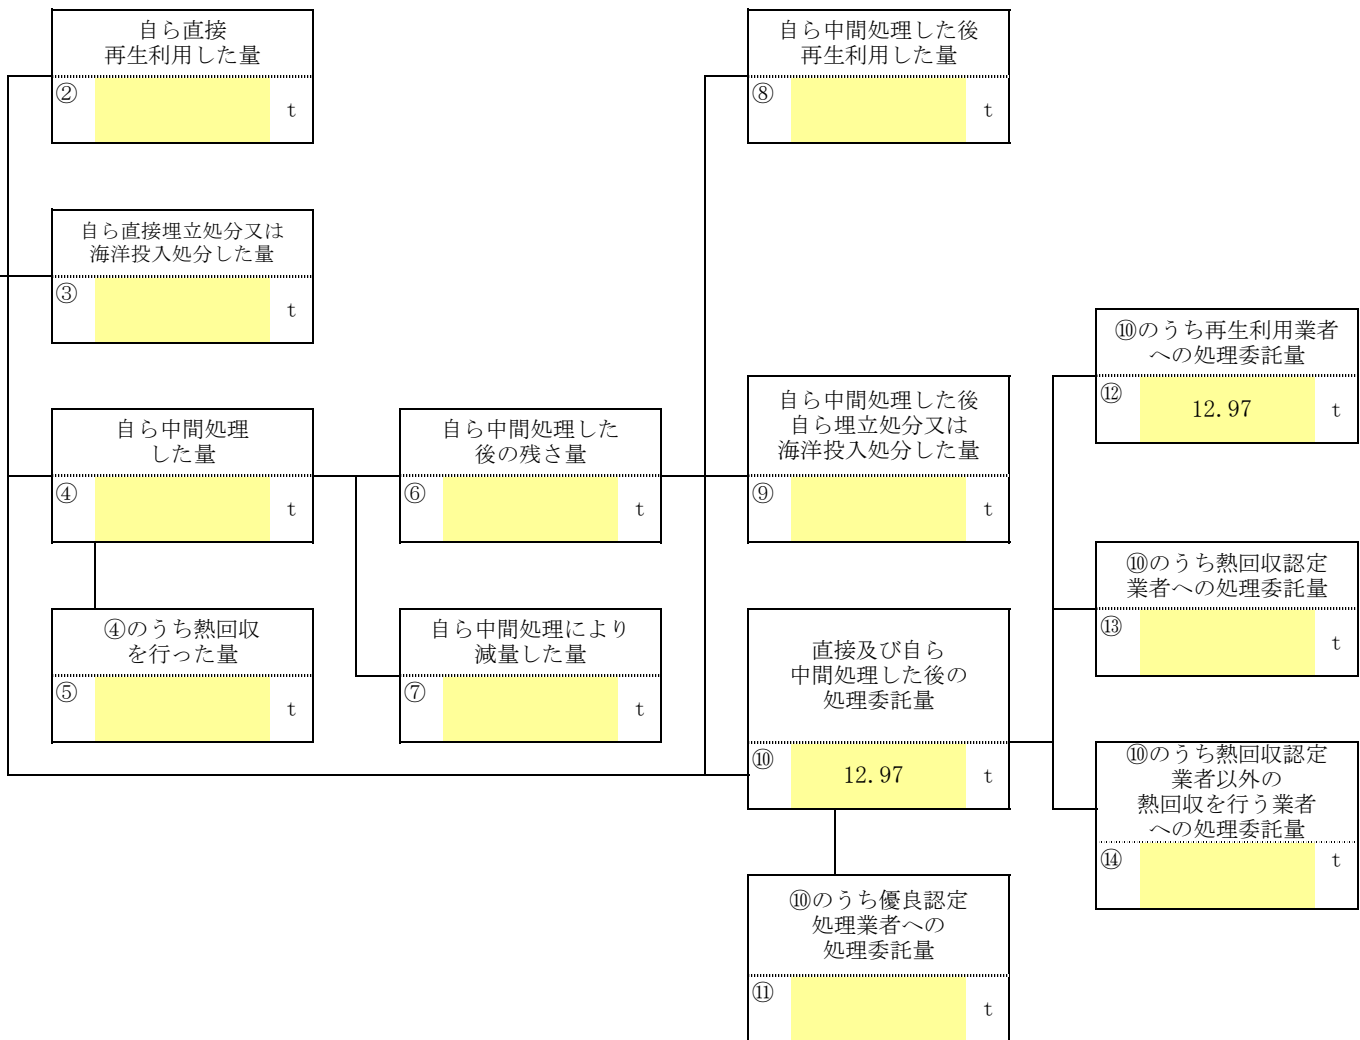 自ら直接
再生利用した量
② t
自ら直接埋立処分又は
海洋投入処分した量
③ t
自ら中間処理
した量
④ t
④のうち熱回収
を行った量
⑤ t
自ら中間処理した
後の残さ量
⑥ t
自ら中間処理により
減量した量
⑦ t
自ら中間処理した後
再生利用した量
⑧ t
自ら中間処理した後
自ら埋立処分又は
海洋投入処分した量
⑨ t
直接及び自ら
中間処理した後の
処理委託量
⑩ 12.97 t
⑩のうち優良認定
処理業者への
処理委託量
⑪ t
⑩のうち再生利用業者
への処理委託量
⑫ 12.97 t
⑩のうち熱回収認定
業者への処理委託量
⑬ t
⑩のうち熱回収認定
業者以外の
熱回収を行う業者
への処理委託量
⑭ t